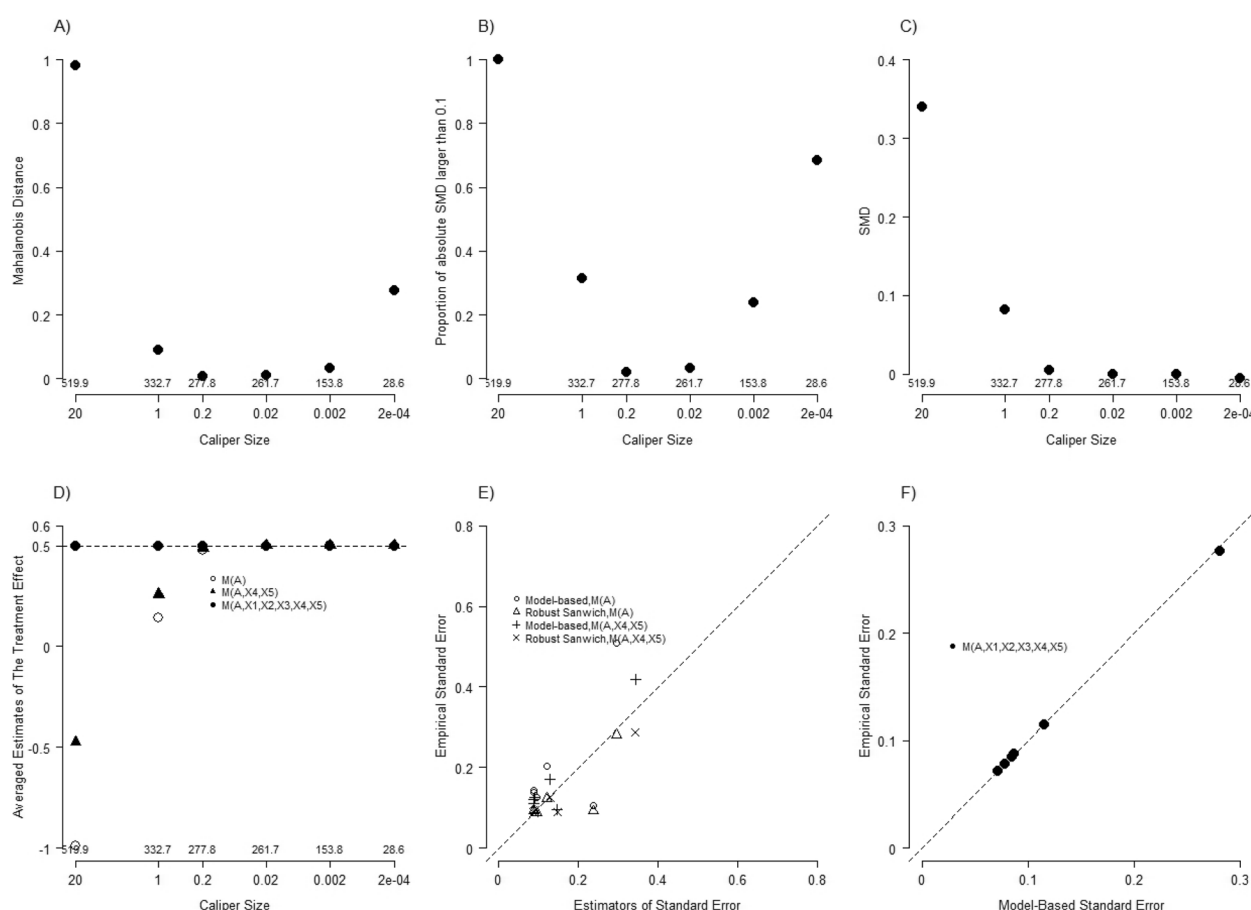 A)
Mahalanobis Distance
1
0.8
0.6
0.4
0.2
0
519.9 332.7 277.8 261.7 153.8 28.6
20 1 0.2 0.02 0.002 2e-04
Caliper Size
B)
Proportion of absolute SMD larger than 0.1
1
0.8
0.6
0.4
0.2
0
519.9 332.7 277.8 261.7 153.8 28.6
20 1 0.2 0.02 0.002 2e-04
Caliper Size
C)
SMD
0.4
0.3
0.2
0.1
0
519.9 332.7 277.8 261.7 153.8 28.6
20 1 0.2 0.02 0.002 2e-04
Caliper Size
D)
Averaged Estimates of The Treatment Effect
0.6
0.5
0
-0.5
-1
M(A)
M(A,X4,X5)
M(A,X1,X2,X3,X4,X5)
519.9 332.7 277.8 261.7 153.8 28.6
20 1 0.2 0.02 0.002 2e-04
Caliper Size
E)
Empirical Standard Error
0.8
0.6
0.4
0.2
0
Model-based,M(A)
Robust Sanwich,M(A)
Model-based,M(A,X4,X5)
Robust Sanwich,M(A,X4,X5)
0 0.2 0.4 0.6 0.8
Estimators of Standard Error
F)
Empirical Standard Error
0.3
0.2
0.1
0
M(A,X1,X2,X3,X4,X5)
0 0.1 0.2 0.3
Model-Based Standard Error